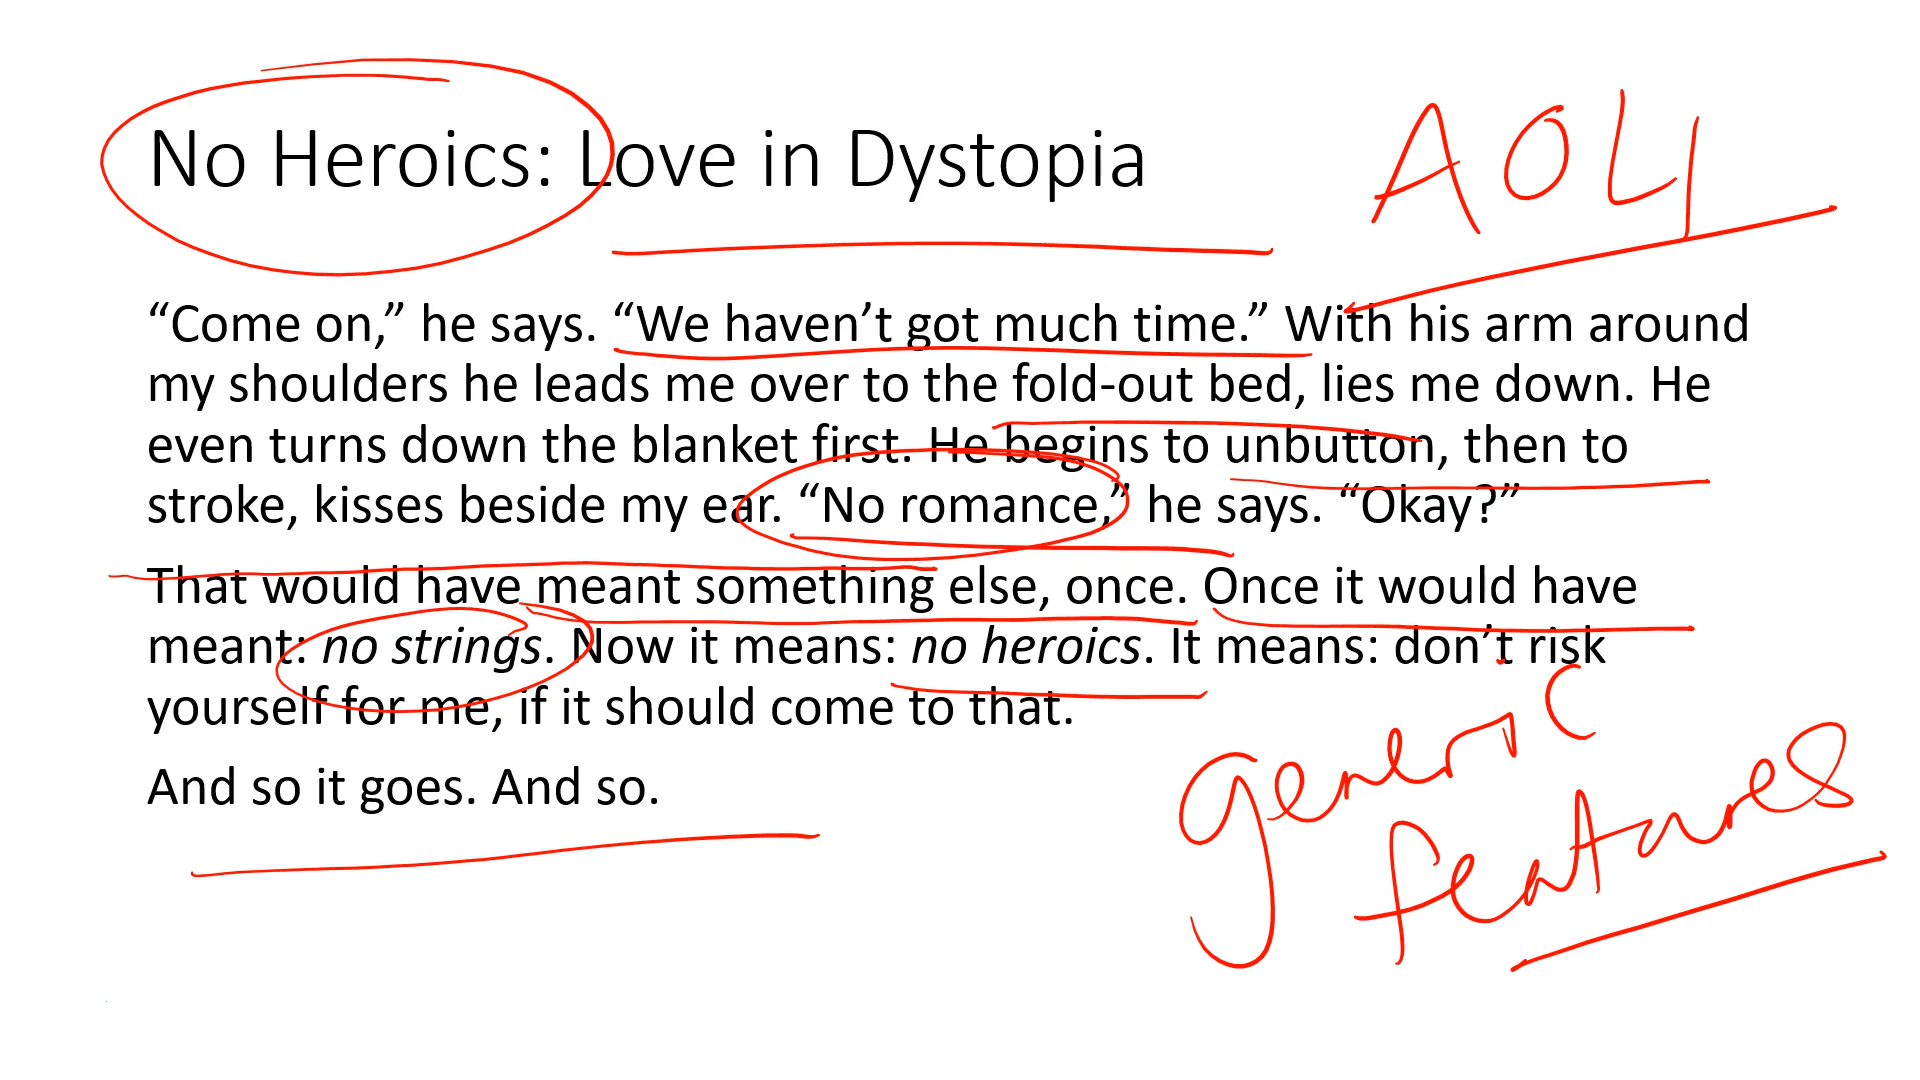 No Heroics: Love in Dystopia
AO4
“Come on,” he says. “We haven’t got much time.” With his arm around
my shoulders he leads me over to the fold-out bed, lies me down. He
even turns down the blanket first. He begins to unbutton, then to
stroke, kisses beside my ear. “No romance,” he says. “Okay?”
That would have meant something else, once. Once it would have
meant: no strings. Now it means: no heroics. It means: don’t risk
yourself for me, if it should come to that.
And so it goes. And so.
generic
features